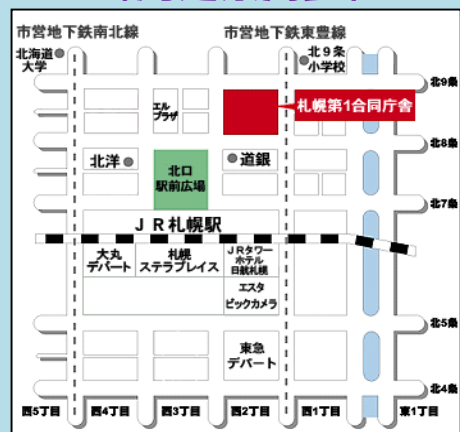 市営地下鉄南北線
市営地下鉄東豊線
北海道
大学
北9条
小学校
北9条
エル
プラザ
札幌第1合同庁舎
北8条
北洋
北口
駅前広場
道銀
北7条
JR札幌駅
大丸
デパート
札幌
ステラプレイス
JRタワー
ホテル
日航札幌
エスタ
ビックカメラ
北5条
東急
デパート
北4条
西5丁目
西4丁目
西3丁目
西2丁目
西1丁目
東1丁目